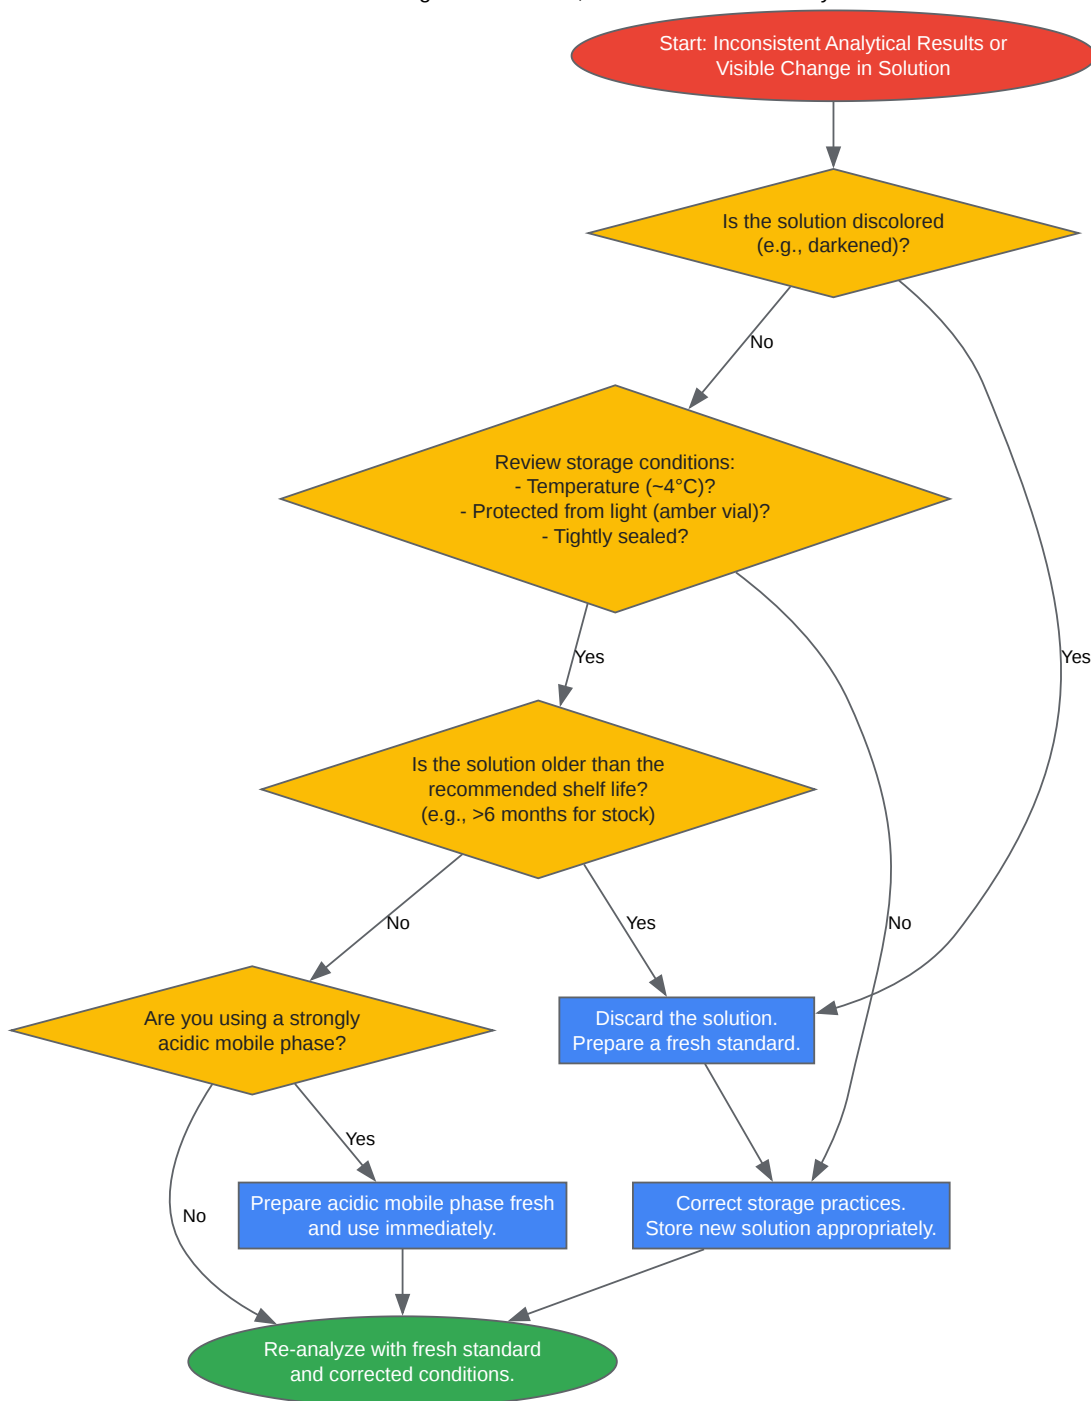 Start: Inconsistent Analytical Results or
Visible Change in Solution
Is the solution discolored
(e.g., darkened)?
No
Review storage conditions:
- Temperature (~4°C)?
- Protected from light (amber vial)?
- Tightly sealed?
Yes
Yes
Is the solution older than the
recommended shelf life?
(e.g., >6 months for stock)
No
Yes
No
Are you using a strongly
acidic mobile phase?
Discard the solution.
Prepare a fresh standard.
Yes
No
Prepare acidic mobile phase fresh
and use immediately.
Correct storage practices.
Store new solution appropriately.
Re-analyze with fresh standard
and corrected conditions.